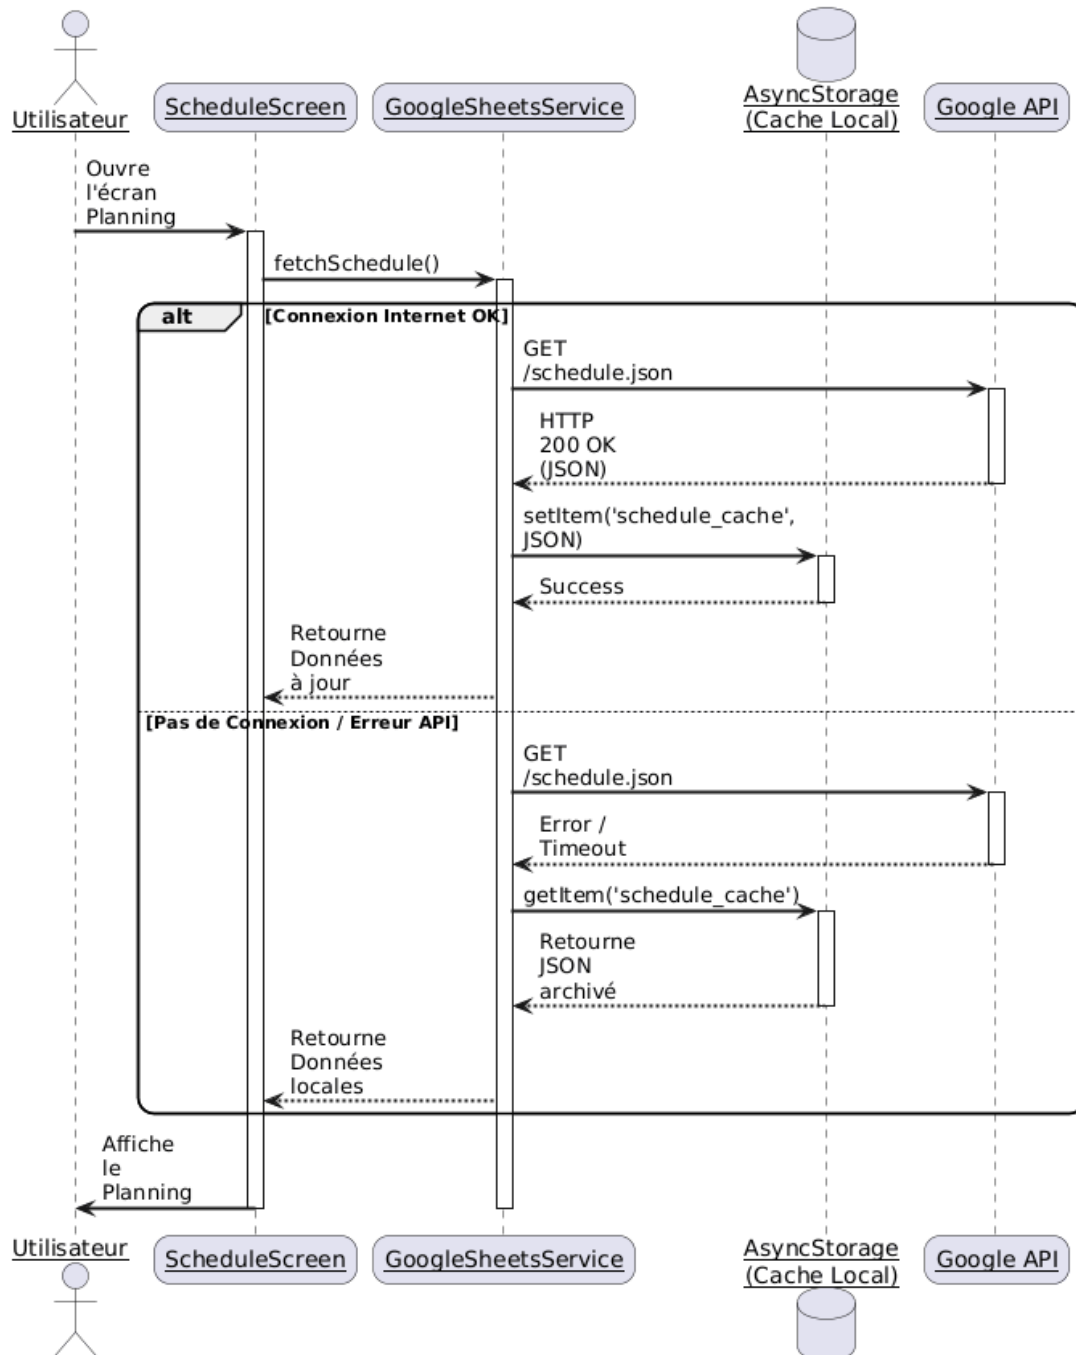 Utilisateur
ScheduleScreen
GoogleSheetsService
AsyncStorage
(Cache Local)
Google API
Ouvre
l'écran
Planning
fetchSchedule()
alt
[Connexion Internet OK]
GET
/schedule.json
HTTP
200 OK
(JSON)
setItem('schedule_cache',
JSON)
Success
Retourne
Données
à jour
[Pas de Connexion / Erreur API]
GET
/schedule.json
Error /
Timeout
getItem('schedule_cache')
Retourne
JSON
archivé
Retourne
Données
locales
Affiche
le
Planning
Utilisateur
ScheduleScreen
GoogleSheetsService
AsyncStorage
(Cache Local)
Google API